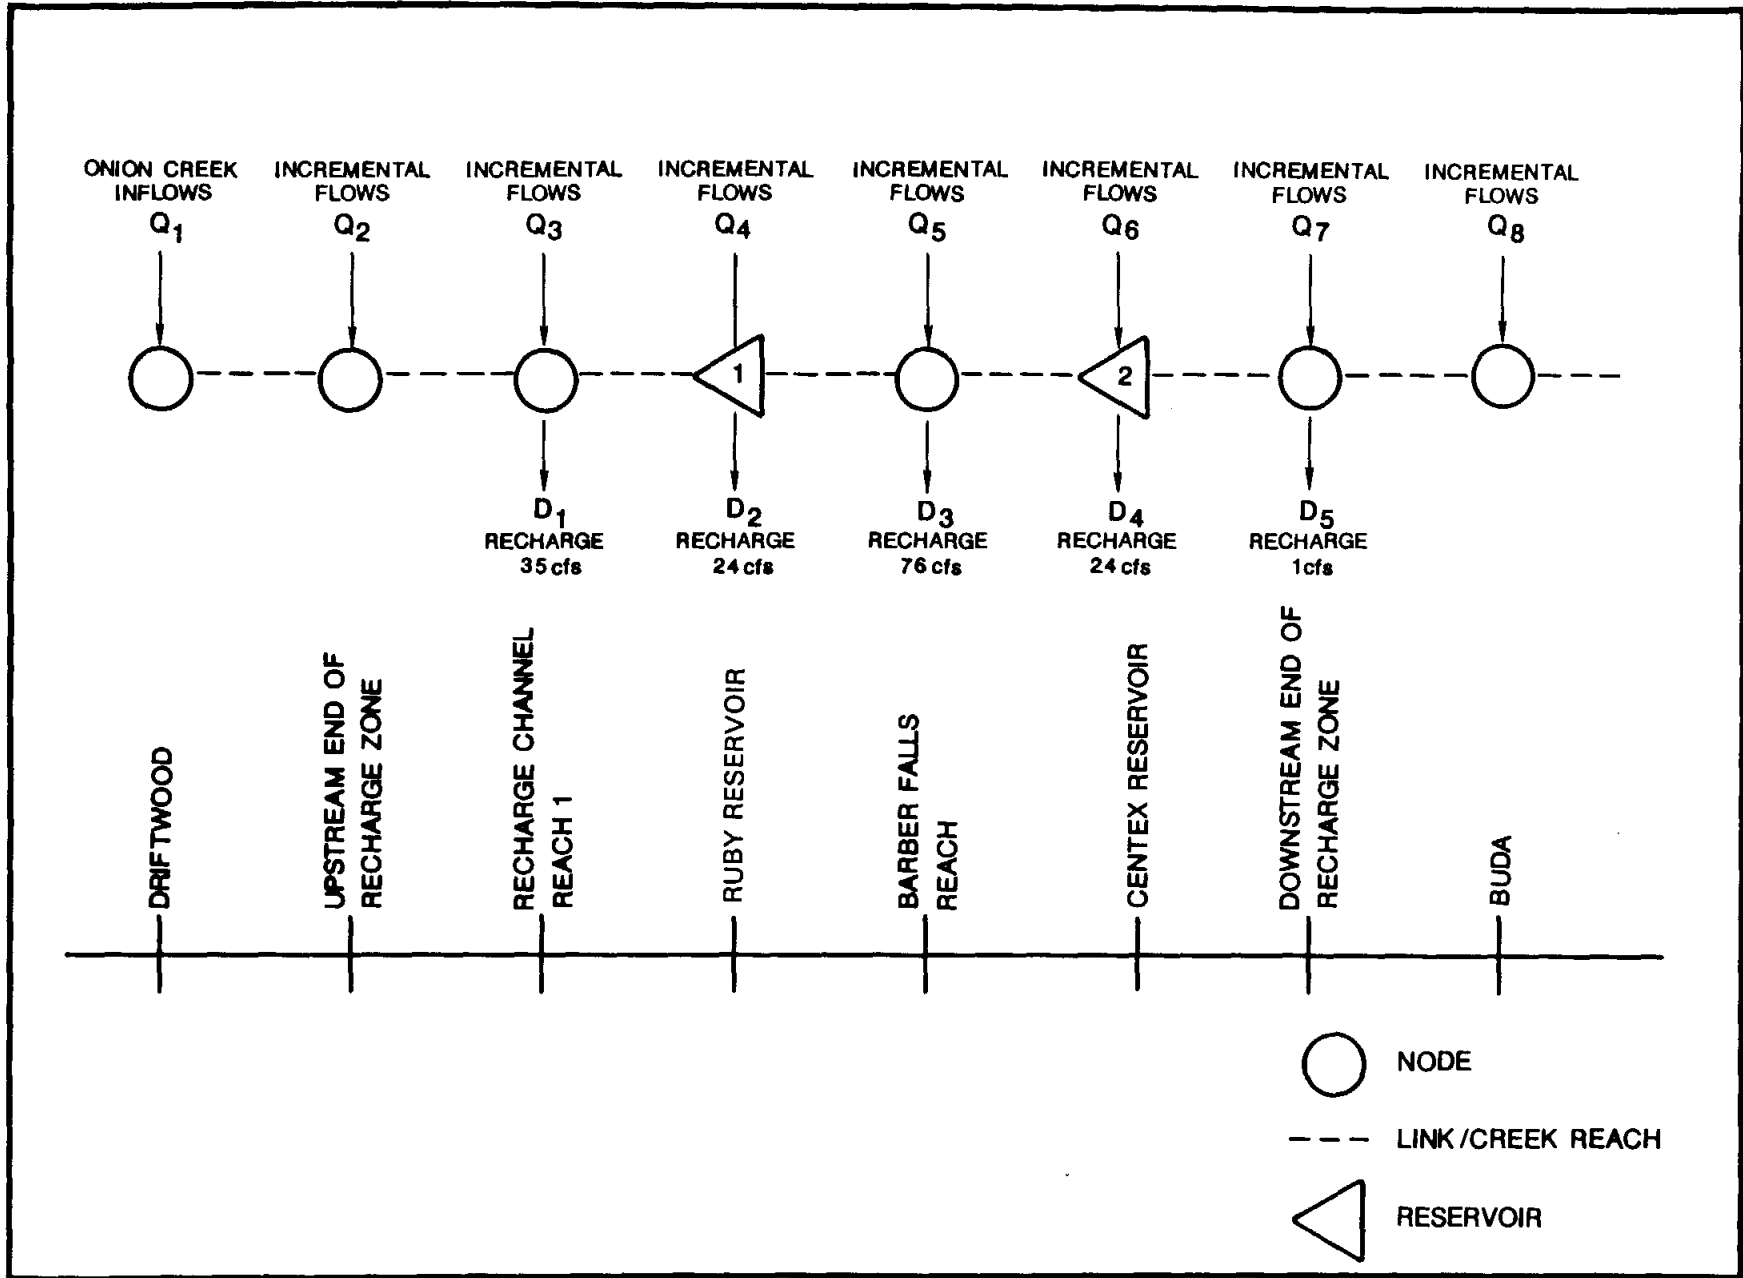 ONION CREEK
INFLOWS
Q1
INCREMENTAL
FLOWS
Q2
INCREMENTAL
FLOWS
Q3
INCREMENTAL
FLOWS
Q4
INCREMENTAL
FLOWS
Q5
INCREMENTAL
FLOWS
Q6
INCREMENTAL
FLOWS
Q7
INCREMENTAL
FLOWS
Q8
1
2
D1
RECHARGE
35 cfs
D2
RECHARGE
24 cfs
D3
RECHARGE
76 cfs
D4
RECHARGE
24 cfs
D5
RECHARGE
1 cfs
DRIFTWOOD
UPSTREAM END OF
RECHARGE ZONE
RECHARGE CHANNEL
REACH 1
RUBY RESERVOIR
BARBER FALLS
REACH
CENTEX RESERVOIR
DOWNSTREAM END OF
RECHARGE ZONE
BUDA
NODE
LINK/CREEK REACH
RESERVOIR